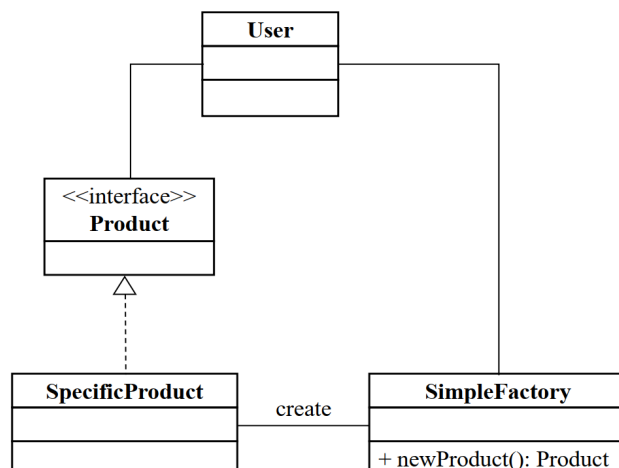 User
<<interface>>
Product
SpecificProduct
create
SimpleFactory
+ newProduct(): Product